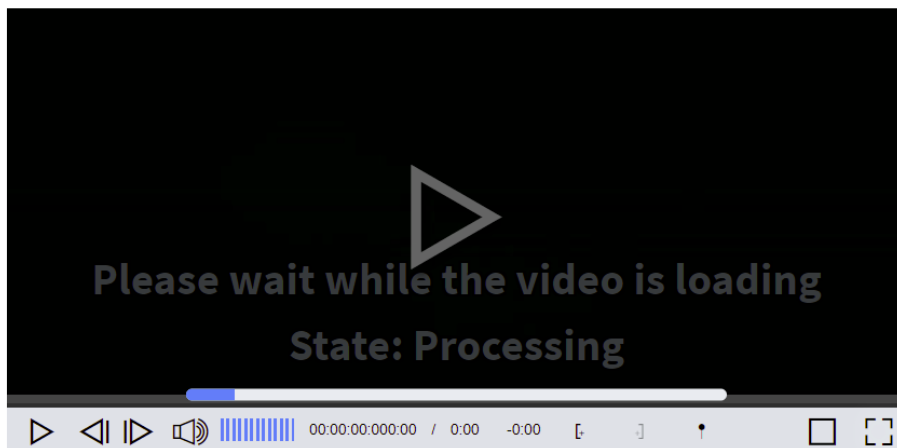 Please wait while the video is loading
State: Processing
00:00:00:000:00 / 0:00 -0:00